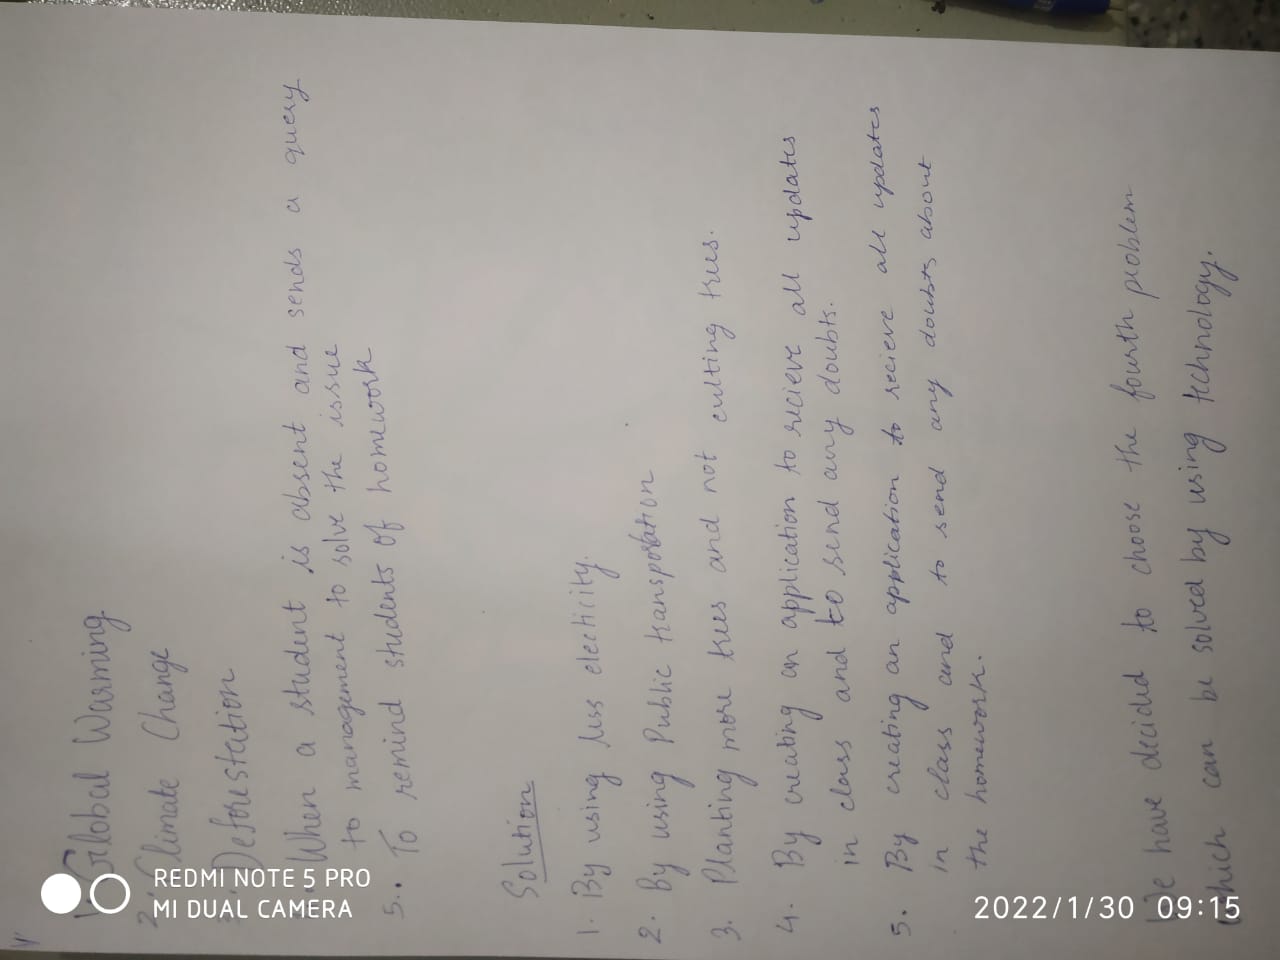 1. Global Warming
2. Climate Change
3. Deforestation
4. When a student is absent and sends a query
to management to solve the issue
5.. To remind students of homework
Solution
1. By using less electricity.
2. By using Public transportation
3. Planting more trees and not cutting trees.
4. By creating an application to recieve all updates
in class and to send any doubts.
5. By creating an application to recieve all updates
in class and to send any doubts about
the homework.
We have decided to choose the fourth problem
which can be solved by using technology.
REDMI NOTE 5 PRO
MI DUAL CAMERA
2022/1/30 09:15